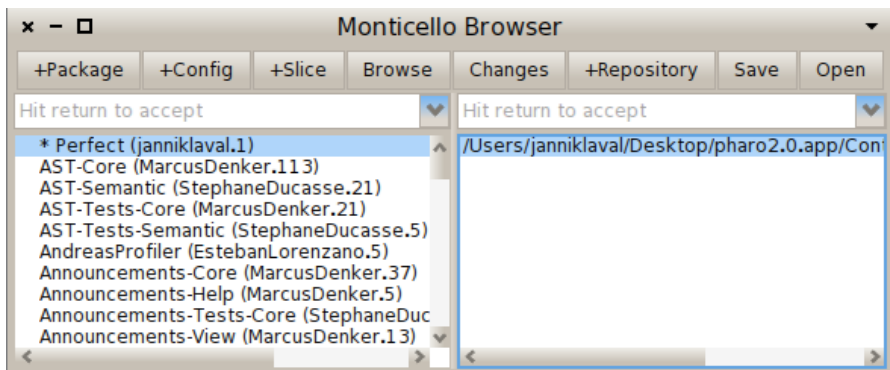 Monticello Browser
+Package +Config +Slice Browse Changes +Repository Save Open
Hit return to accept Hit return to accept
* Perfect (janniklaval.1)
AST-Core (MarcusDenker.113)
AST-Semantic (StephaneDucasse.21)
AST-Tests-Core (MarcusDenker.21)
AST-Tests-Semantic (StephaneDucasse.5)
AndreasProfiler (EstebanLorenzano.5)
Announcements-Core (MarcusDenker.37)
Announcements-Help (MarcusDenker.5)
Announcements-Tests-Core (StephaneDuc
Announcements-View (MarcusDenker.13)
/Users/janniklaval/Desktop/pharo2.0.app/Con